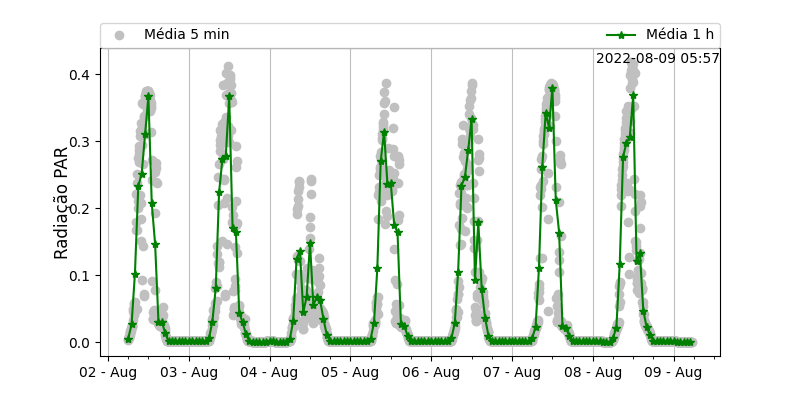 Média 5 min
Média 1 h
2022-08-09 05:57
Radiação PAR
0.4
0.3
0.2
0.1
0.0
02 - Aug
03 - Aug
04 - Aug
05 - Aug
06 - Aug
07 - Aug
08 - Aug
09 - Aug